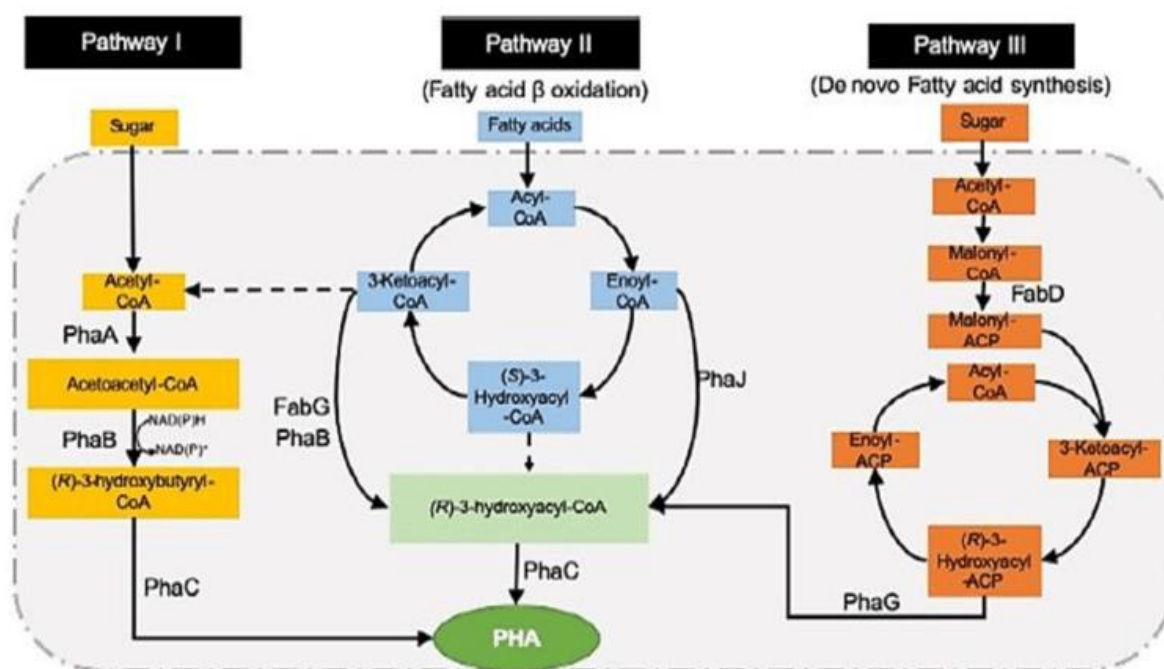 Pathway I
Pathway II
Pathway III
(Fatty acid β oxidation)
(De novo Fatty acid synthesis)
Sugar
Fatty acids
Sugar
Acyl-
CoA
Acetyl-
CoA
Acetyl-
CoA
3-Ketoacyl-
CoA
Enoyl-
CoA
Malonyl-
CoA
FabD
Malonyl-
ACP
PhaA
Acetoacetyl-CoA
(S)-3-
Hydroxyacyl
-CoA
PhaJ
Acyl-
CoA
FabG
PhaB
PhaB
NAD(P)H
NAD(P)⁺
Enoyl-
ACP
3-Ketoacyl-
ACP
(R)-3-hydroxybutyryl-
CoA
(R)-3-hydroxyacyl-CoA
(R)-3-
Hydroxyacyl
-ACP
PhaC
PhaC
PhaG
PHA